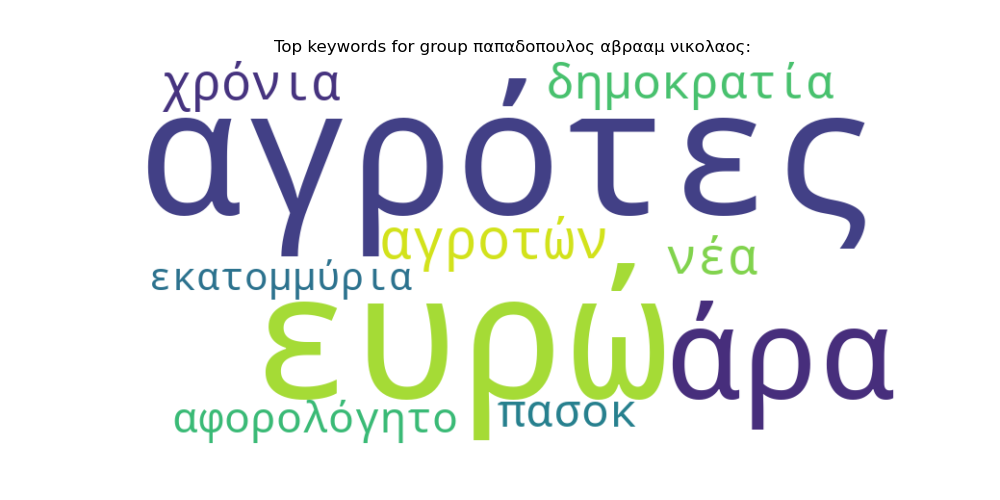 Top keywords for group παπαδοπουλος αβρααμ νικολαος:
χρόνια δημοκρατία
αγρότες
αγροτών νέα
εκατομμύρια
ευρώ άρα
αφορολόγητο πασοκ